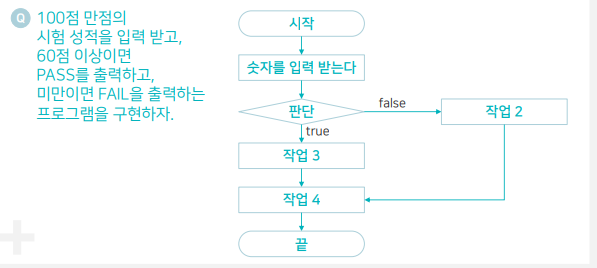 Q
100점 만점의
시험 성적을 입력 받고,
60점 이상이면
PASS를 출력하고,
미만이면 FAIL을 출력하는
프로그램을 구현하자.
시작
숫자를 입력 받는다
판단
false
작업 2
true
작업 3
작업 4
끝